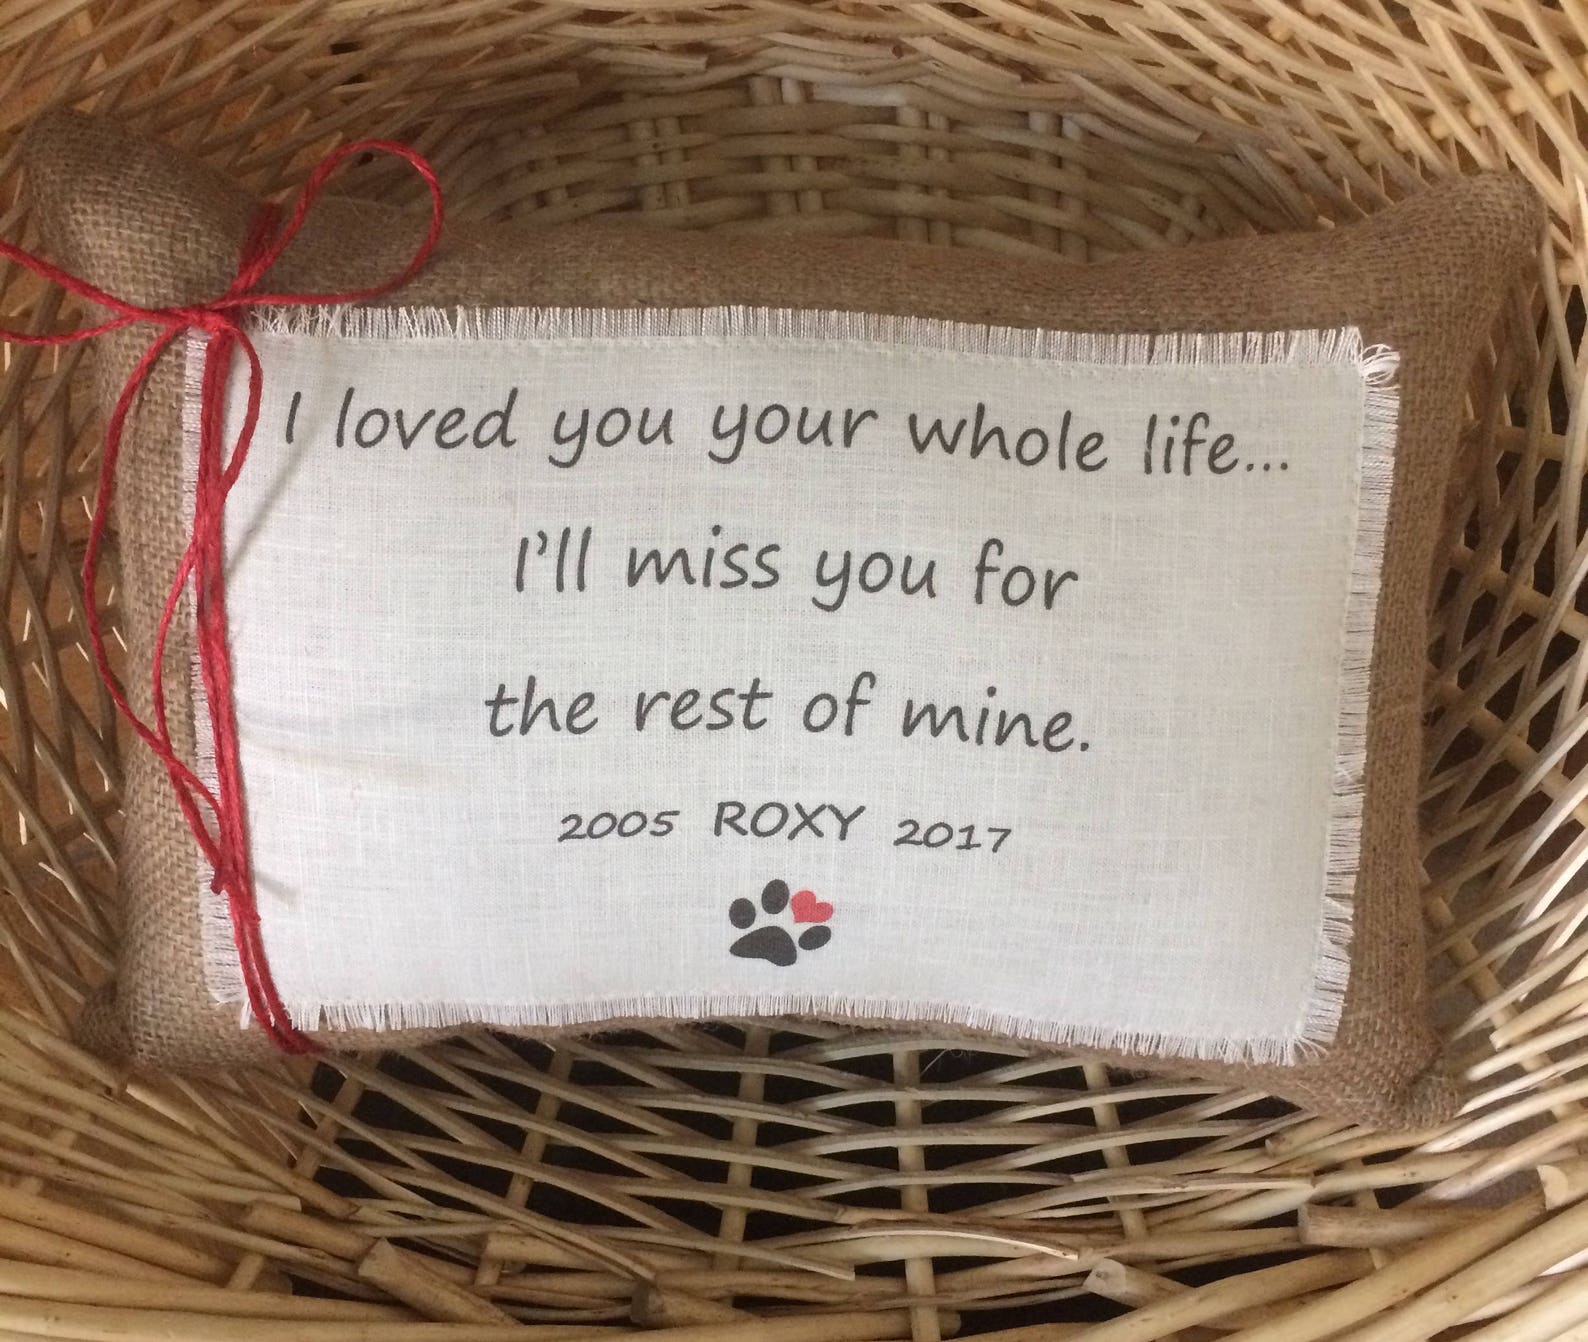 I loved you your whole life...
I'll miss you for
the rest of mine.
2005 ROXY 2017